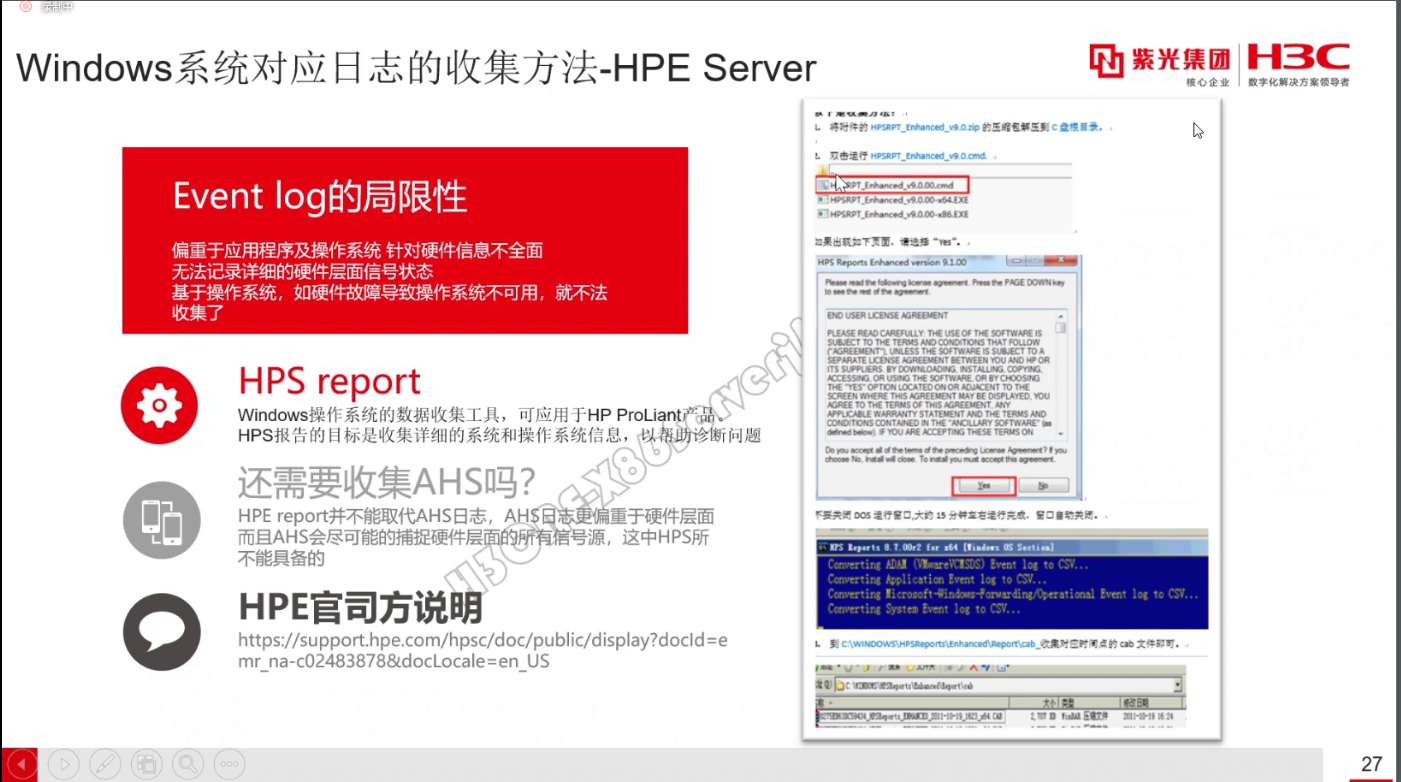 录制中
Windows系统对应日志的收集方法-HPE Server
紫光集团
核心企业
H3C
数字化解决方案领导者
Event log的局限性
偏重于应用程序及操作系统 针对硬件信息不全面
无法记录详细的硬件层面信号状态
基于操作系统，如硬件故障导致操作系统不可用，就不法
收集了
HPS report
Windows操作系统的数据收集工具，可应用于HP ProLiant产品。
HPS报告的目标是收集详细的系统和操作系统信息，以帮助诊断问题
还需要收集AHS吗?
HPE report并不能取代AHS日志，AHS日志更偏重于硬件层面
而且AHS会尽可能的捕捉硬件层面的所有信号源，这中HPS所
不能具备的
HPE官司方说明
https://support.hpe.com/hpsc/doc/public/display?docId=e
mr_na-c02483878&docLocale=en_US
以下是收集方法：
1. 将附件的 HPSRPT_Enhanced_v9.0.zip 的压缩包解压到 C 盘根目录。
2. 双击运行 HPSRPT_Enhanced_v9.0.cmd.
HPSRPT_Enhanced_v9.0.00.cmd
HPSRPT_Enhanced_v9.0.00-x64.EXE
HPSRPT_Enhanced_v9.0.00-x86.EXE
如果出现如下页面，请选择“Yes”。
HPS Reports Enhanced version 9.1.00
Please read the following license agreement. Press the PAGE DOWN key
to see the rest of the agreement.
END USER LICENSE AGREEMENT
PLEASE READ CAREFULLY: THE USE OF THE SOFTWARE IS
SUBJECT TO THE TERMS AND CONDITIONS THAT FOLLOW
("AGREEMENT"), UNLESS THE SOFTWARE IS SUBJECT TO A
SEPARATE LICENSE AGREEMENT BETWEEN YOU AND HP OR
ITS SUPPLIERS. BY DOWNLOADING, INSTALLING, COPYING,
ACCESSING, OR USING THE SOFTWARE, OR BY CHOOSING
THE "YES" OPTION LOCATED ON OR ADJACENT TO THE
SCREEN WHERE THIS AGREEMENT MAY BE DISPLAYED, YOU
AGREE TO THE TERMS OF THIS AGREEMENT, ANY
APPLICABLE WARRANTY STATEMENT AND THE TERMS AND
CONDITIONS CONTAINED IN THE "ANCILLARY SOFTWARE" (as
defined below). IF YOU ARE ACCEPTING THESE TERMS ON
Do you accept all of the terms of the preceding License Agreement? If you
choose No, Install will close. To install you must accept this agreement.
Yes No
不要关闭 DOS 运行窗口,大约 15 分钟左右运行完成，窗口自动关闭。
HPS Reports 8.7.00r2 for x64 [Windows OS Section]
Converting ADAM (VMwareVCMSDS) Event log to CSV...
Converting Application Event log to CSV...
Converting Microsoft-Windows-Forwarding/Operational Event log to CSV...
Converting System Event log to CSV...
到 C:\WINDOWS\HPSReports\Enhanced\Report\cab_收集对应时间点的 cab 文件即可。
C:\WINDOWS\HPSReports\Enhanced\Report\cab
大小 类型 修改日期
2,707 KB WinRAR 压缩文件 2011-10-19 16:24
27